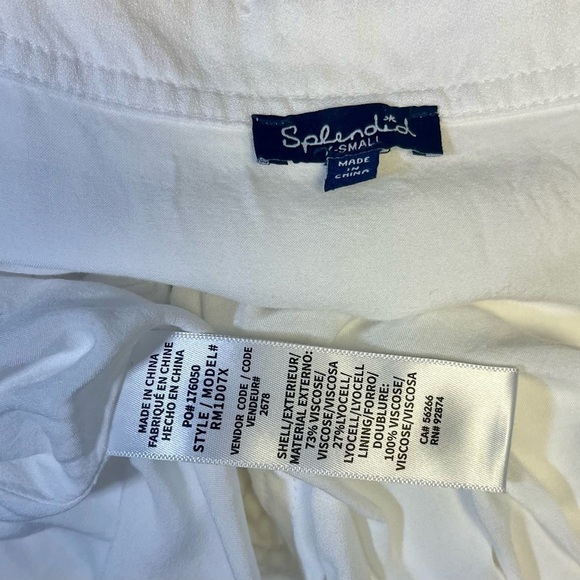 Splendid
X-SMALL
MADE
IN
CHINA
MADE IN CHINA
FABRIQUÉ EN CHINE
HECHO EN CHINA
PO# 176050
STYLE / MODEL#
RM1D07X
VENDOR CODE / CODE
VENDEUR#
2678
SHELL/EXTERIEUR/
MATERIAL EXTERNO:
73% VISCOSE/
VISCOSE/VISCOSA
27%LYOCELL/
LYOCELL/LYOCELL
LINING/FORRO/
DOUBLURE:
100% VISCOSE/
VISCOSE/VISCOSA
CA# 56266
RN# 92874